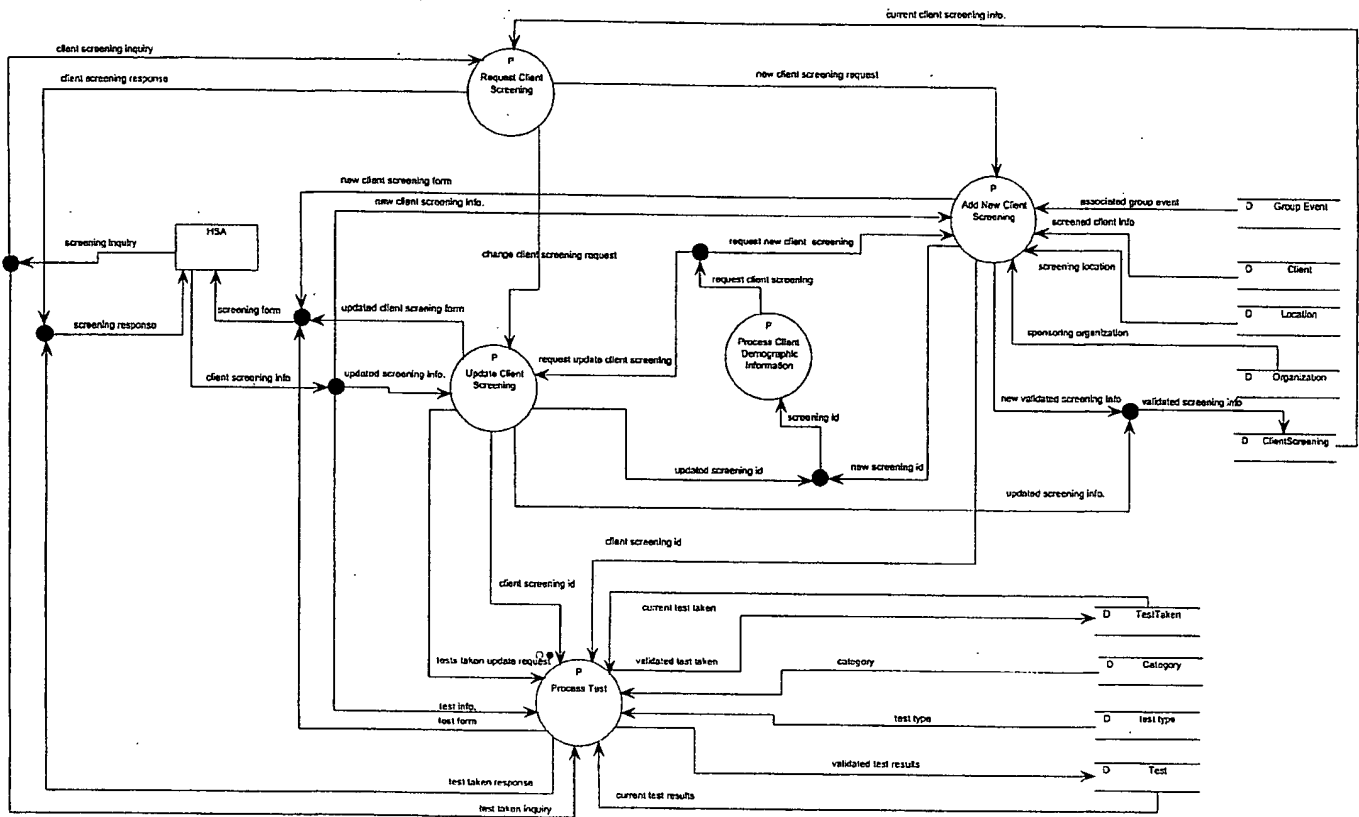 current client screening info.
client screening inquiry
P
Request Client
Screening
client screening response
new client screening request
new client screening form
P
Add New Client
Screening
new client screening info.
associated group event
D Group Event
screened client info
HSA
screening inquiry
change client screening request
request new client screening
screening location
D Client
request client screening
screening form
updated client screening form
D Location
screening response
P
Process Client
Demographic
Information
sponsoring organization
P
Update Client
Screening
request update client screening
client screening info
updated screening info.
D Organization
new validated screening info
validated screening info
screening id
D ClientScreening
updated screening id
new screening id
updated screening info.
client screening id
client screening id
current test taken
D TestTaken
C
tests taken update request
validated test taken
category
D Category
P
Process Test
test info.
test form
test type
D test type
validated test results
D Test
test taken response
current test results
test taken inquiry